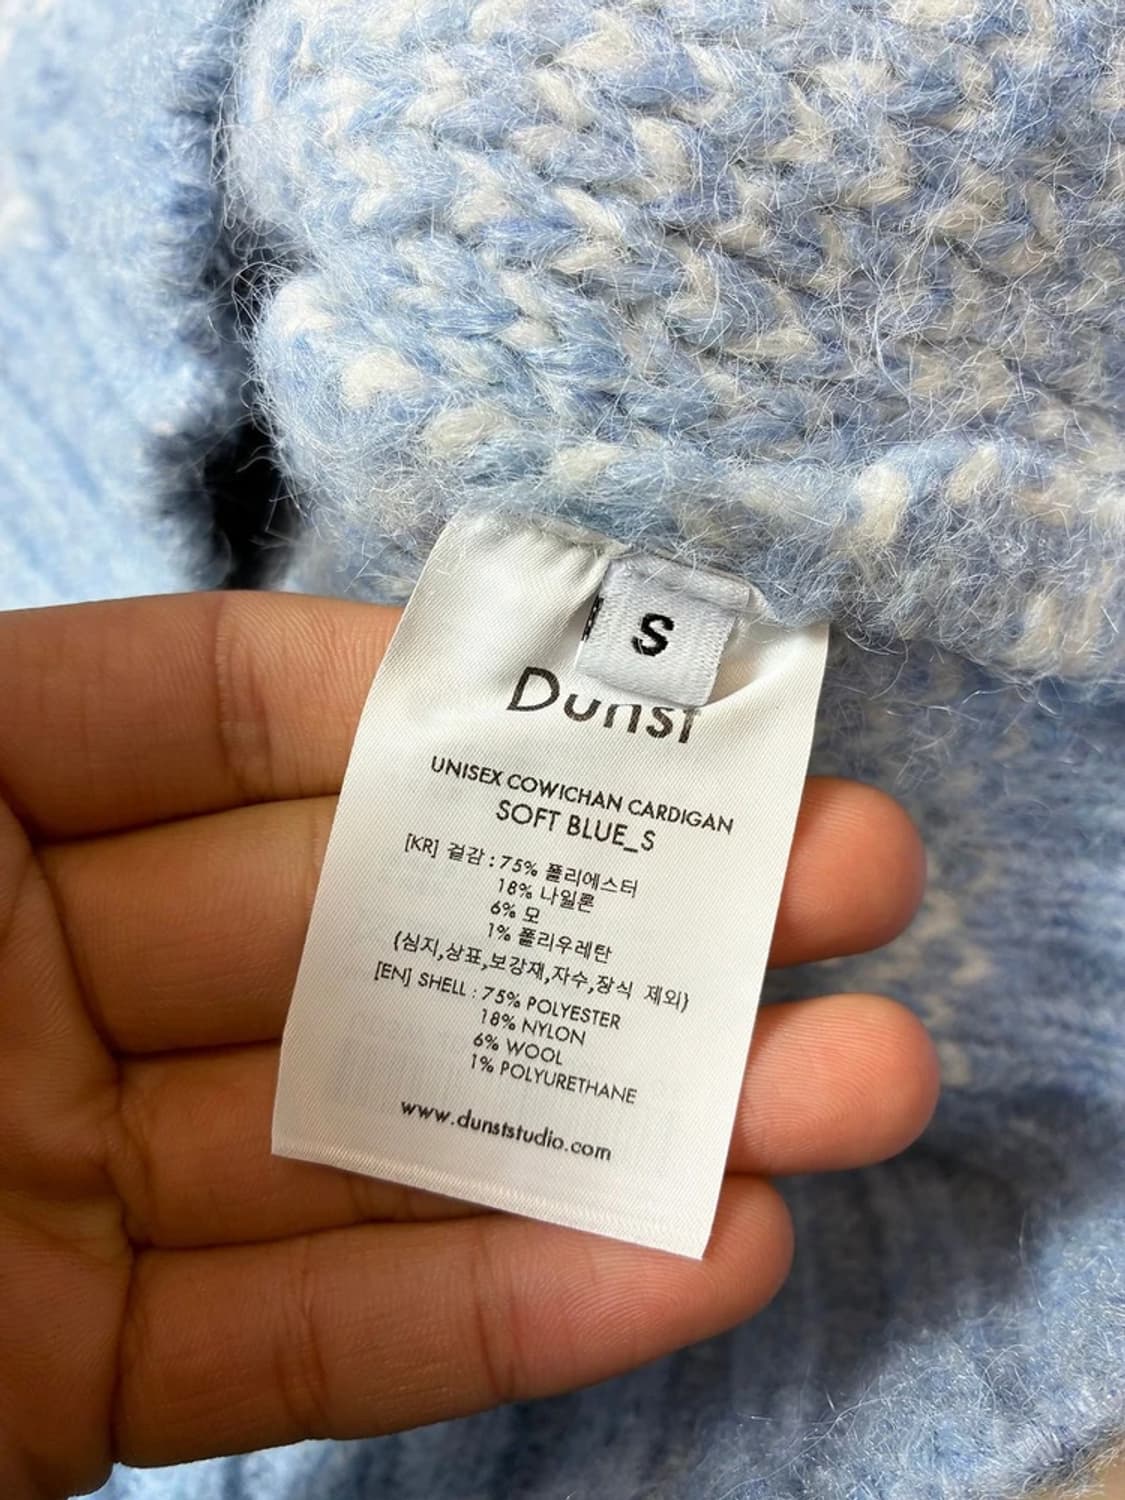 S
Dunst
UNISEX COWICHAN CARDIGAN
SOFT BLUE_S
[KR] 겉감 : 75% 폴리에스터
18% 나일론
6% 모
1% 폴리우레탄
(심지,상표,보강재,자수,장식 제외)
[EN] SHELL : 75% POLYESTER
18% NYLON
6% WOOL
1% POLYURETHANE
www.dunststudio.com